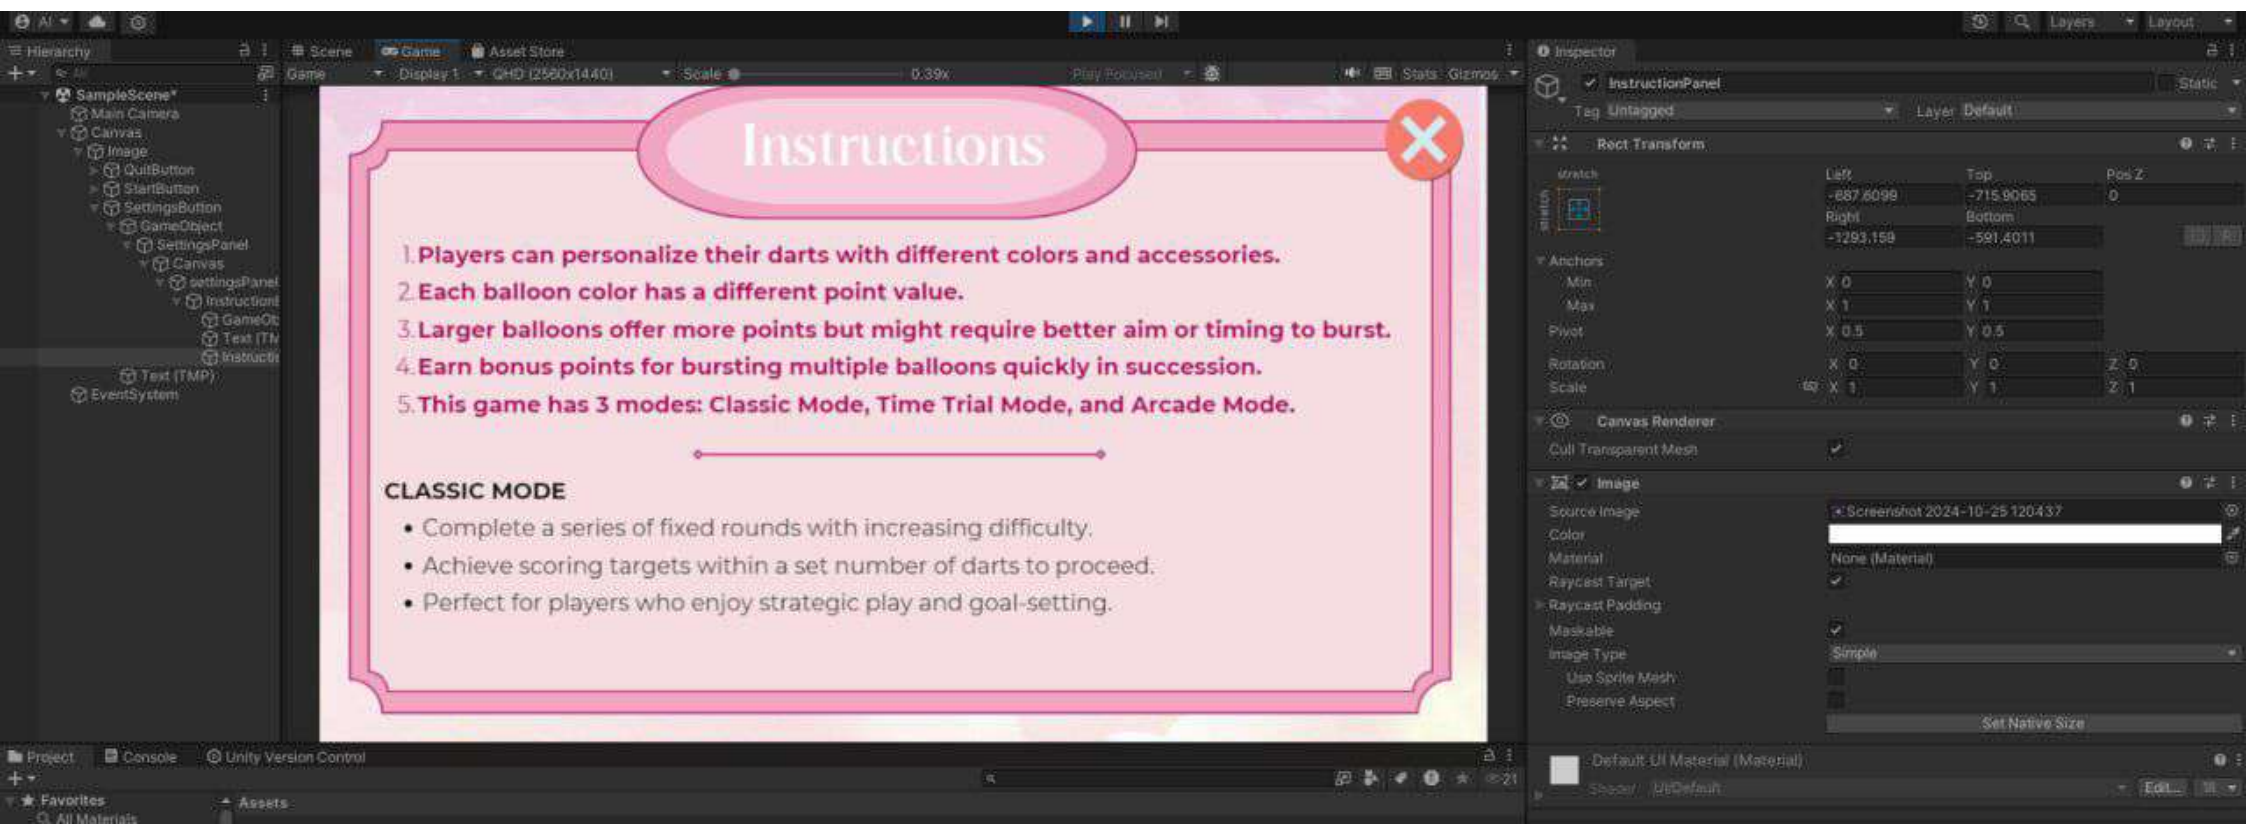 AI
Layers Layout
Hierarchy
Scene Game Asset Store
Inspector
All
Game Display 1 QHD (2560x1440) Scale 0.39x Play Focused Stats Gizmos
SampleScene*
Main Camera
Canvas
Image
QuitButton
StartButton
SettingsButton
GameObject
SettingsPanel
Canvas
settingsPanel
Instruction
GameOb
Text (TM
Instructi
Text (TMP)
EventSystem
Instructions
1. Players can personalize their darts with different colors and accessories.
2. Each balloon color has a different point value.
3. Larger balloons offer more points but might require better aim or timing to burst.
4. Earn bonus points for bursting multiple balloons quickly in succession.
5. This game has 3 modes: Classic Mode, Time Trial Mode, and Arcade Mode.
CLASSIC MODE
• Complete a series of fixed rounds with increasing difficulty.
• Achieve scoring targets within a set number of darts to proceed.
• Perfect for players who enjoy strategic play and goal-setting.
InstructionPanel Static
Tag Untagged Layer Default
Rect Transform
stretch Left Top Pos Z
stretch
-687.6099 -715.9065 0
Right Bottom
-1293.159 -591.4011
Anchors
Min X 0 Y 0
Max X 1 Y 1
Pivot X 0.5 Y 0.5
Rotation X 0 Y 0 Z 0
Scale X 1 Y 1 Z 1
Canvas Renderer
Cull Transparent Mesh
Image
Source Image Screenshot 2024-10-25 120437
Color
Material None (Material)
Raycast Target
Raycast Padding
Maskable
Image Type Simple
Use Sprite Mesh
Preserve Aspect
Set Native Size
Default UI Material (Material)
Shader UI/Default Edit...
Project Console Unity Version Control
21
Favorites Assets
All Materials